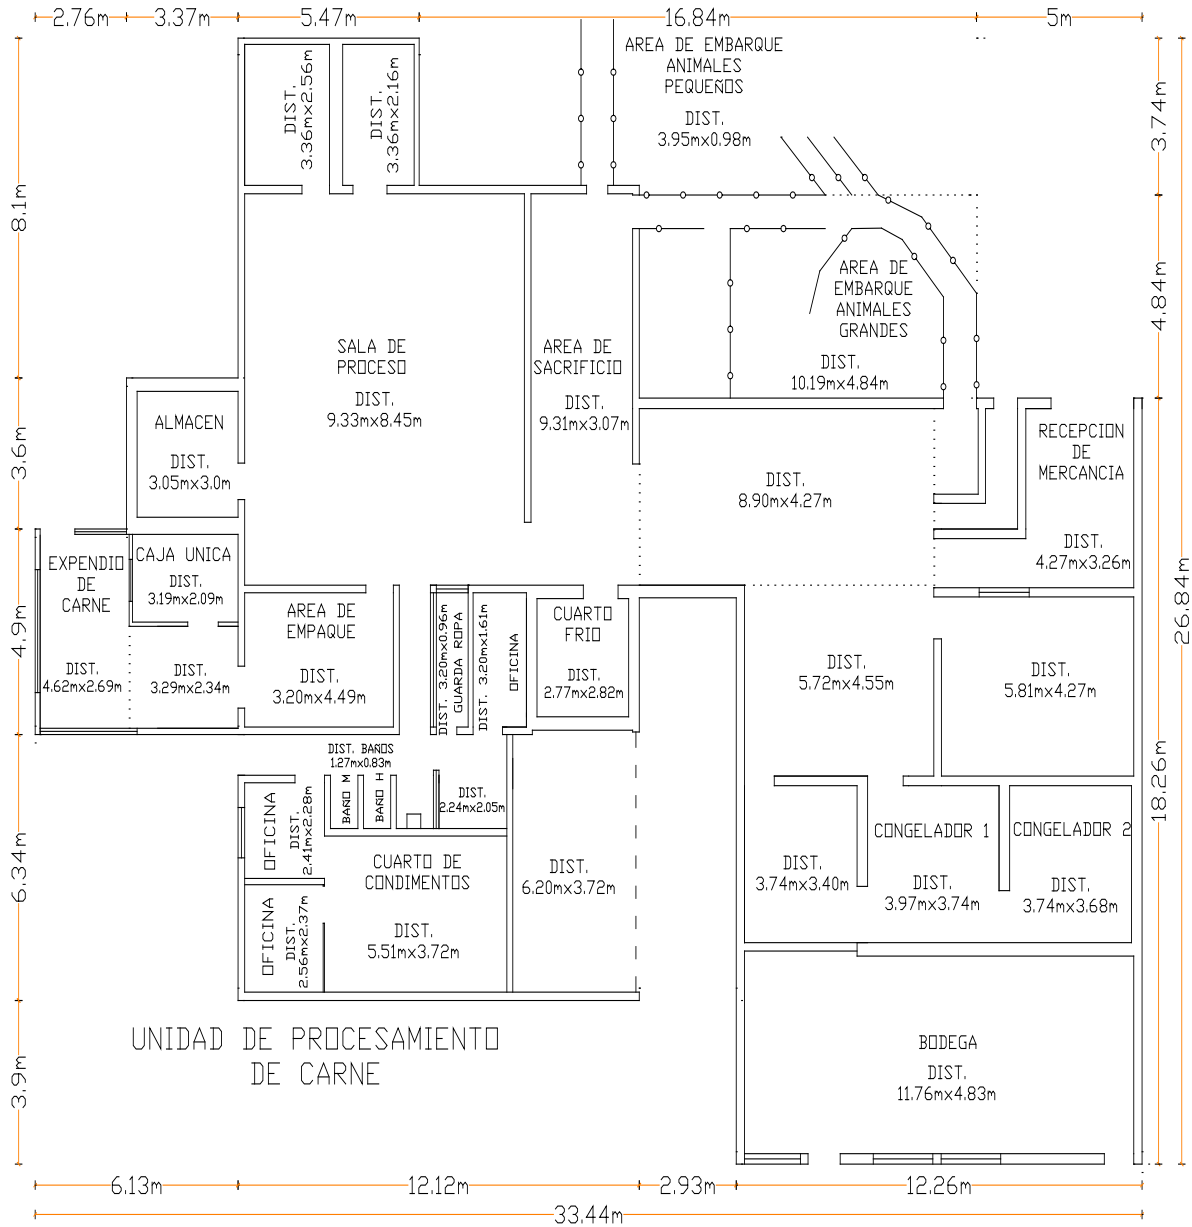 2.76m
3.37m
5.47m
16.84m
5m
AREA DE EMBARQUE
ANIMALES
PEQUEÑOS
DIST.
3.95mx0.98m
DIST.
3.36mx2.56m
DIST.
3.36mx2.16m
3.74m
8.1m
4.84m
AREA DE
EMBARQUE
ANIMALES
GRANDES
DIST.
10.19mx4.84m
SALA DE
PROCESO
DIST.
9.33mx8.45m
AREA DE
SACRIFICIO
DIST.
9.31mx3.07m
ALMACEN
DIST.
3.05mx3.0m
3.6m
RECEPCION
DE
MERCANCIA
DIST.
4.27mx3.26m
DIST.
8.90mx4.27m
EXPENDIO
DE
CARNE
DIST.
4.62mx2.69m
CAJA UNICA
DIST.
3.19mx2.09m
DIST.
3.29mx2.34m
AREA DE
EMPAQUE
DIST.
3.20mx4.49m
DIST. 3.20mx0.96m
GUARDA ROPA
DIST. 3.20mx1.61m
OFICINA
CUARTO
FRIO
DIST.
2.77mx2.82m
DIST.
5.72mx4.55m
DIST.
5.81mx4.27m
4.9m
26.84m
18.26m
DIST. BAÑOS
1.27mx0.83m
BAÑO M
BAÑO H
DIST.
2.24mx2.05m
OFICINA
DIST.
2.41mx2.28m
OFICINA
DIST.
2.56mx2.37m
CUARTO DE
CONDIMENTOS
DIST.
5.51mx3.72m
DIST.
6.20mx3.72m
DIST.
3.74mx3.40m
CONGELADOR 1
DIST.
3.97mx3.74m
CONGELADOR 2
DIST.
3.74mx3.68m
6.34m
UNIDAD DE PROCESAMIENTO
DE CARNE
BODEGA
DIST.
11.76mx4.83m
3.9m
6.13m
12.12m
2.93m
12.26m
33.44m